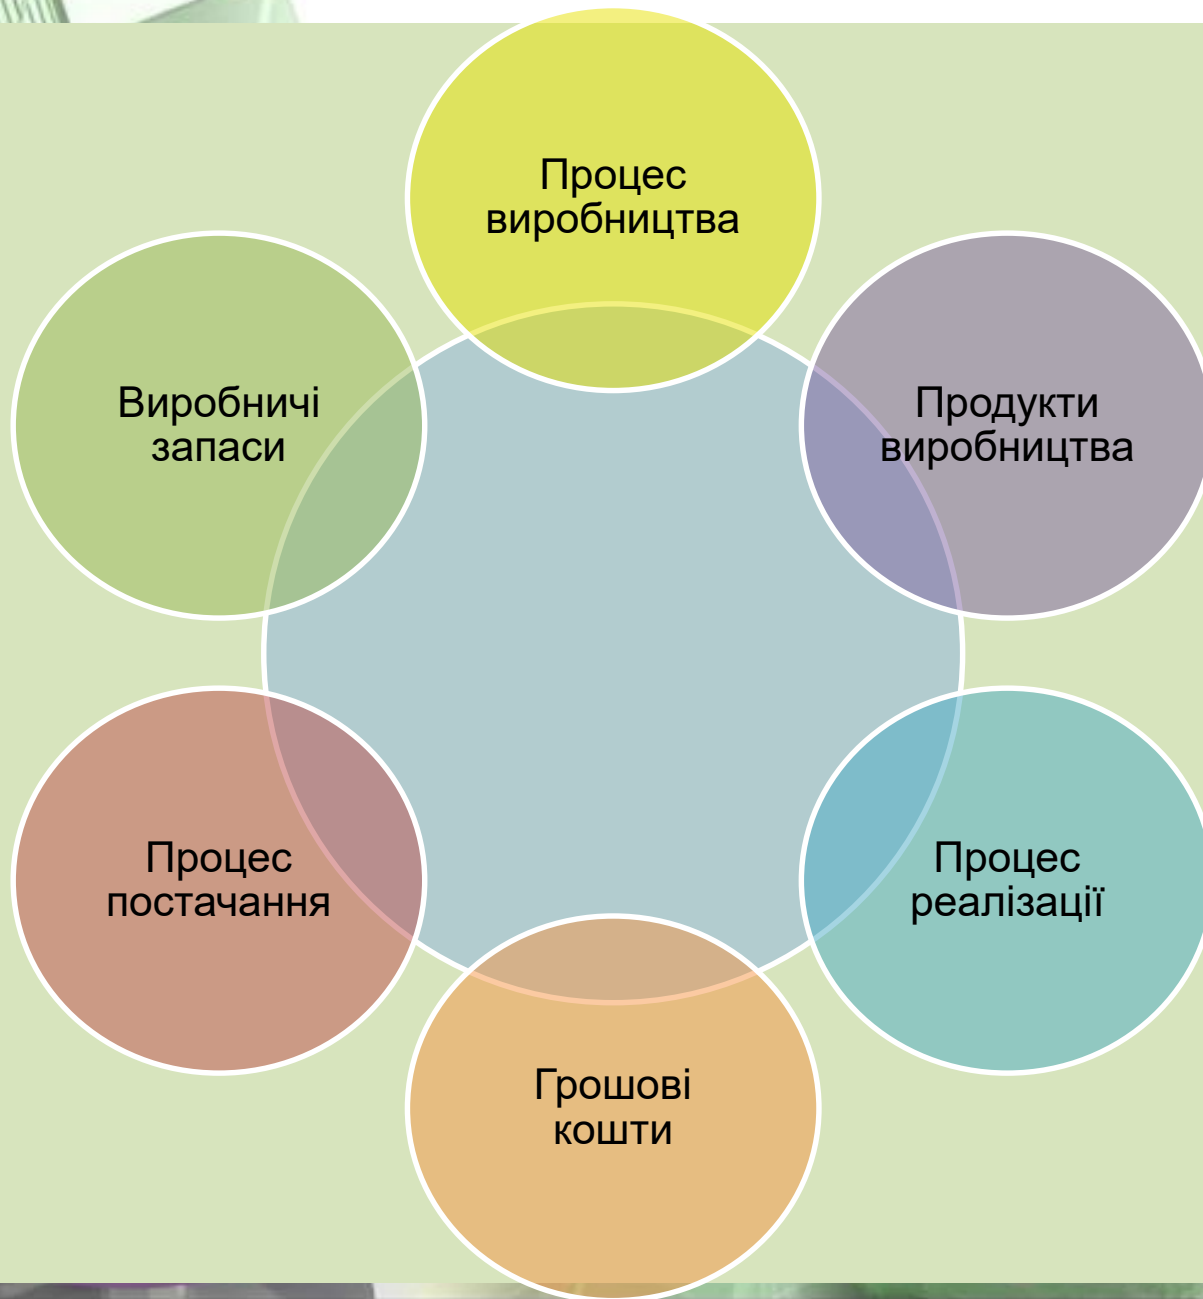 Процес
виробництва
Виробничі
запаси
Продукти
виробництва
Процес
постачання
Процес
реалізації
Грошові
кошти